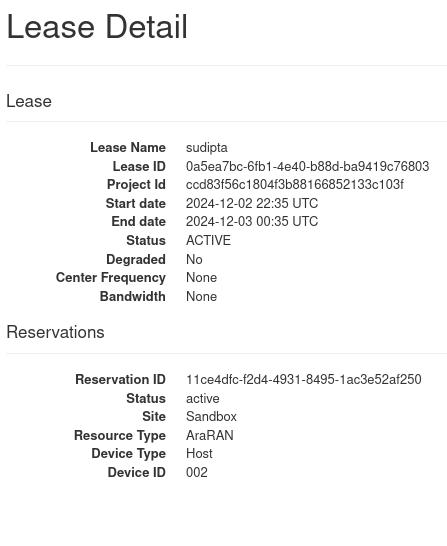 Lease Detail
Lease
Lease Name sudipta
Lease ID 0a5ea7bc-6fb1-4e40-b88d-ba9419c76803
Project Id ccd83f56c1804f3b88166852133c103f
Start date 2024-12-02 22:35 UTC
End date 2024-12-03 00:35 UTC
Status ACTIVE
Degraded No
Center Frequency None
Bandwidth None
Reservations
Reservation ID 11ce4dfc-f2d4-4931-8495-1ac3e52af250
Status active
Site Sandbox
Resource Type AraRAN
Device Type Host
Device ID 002